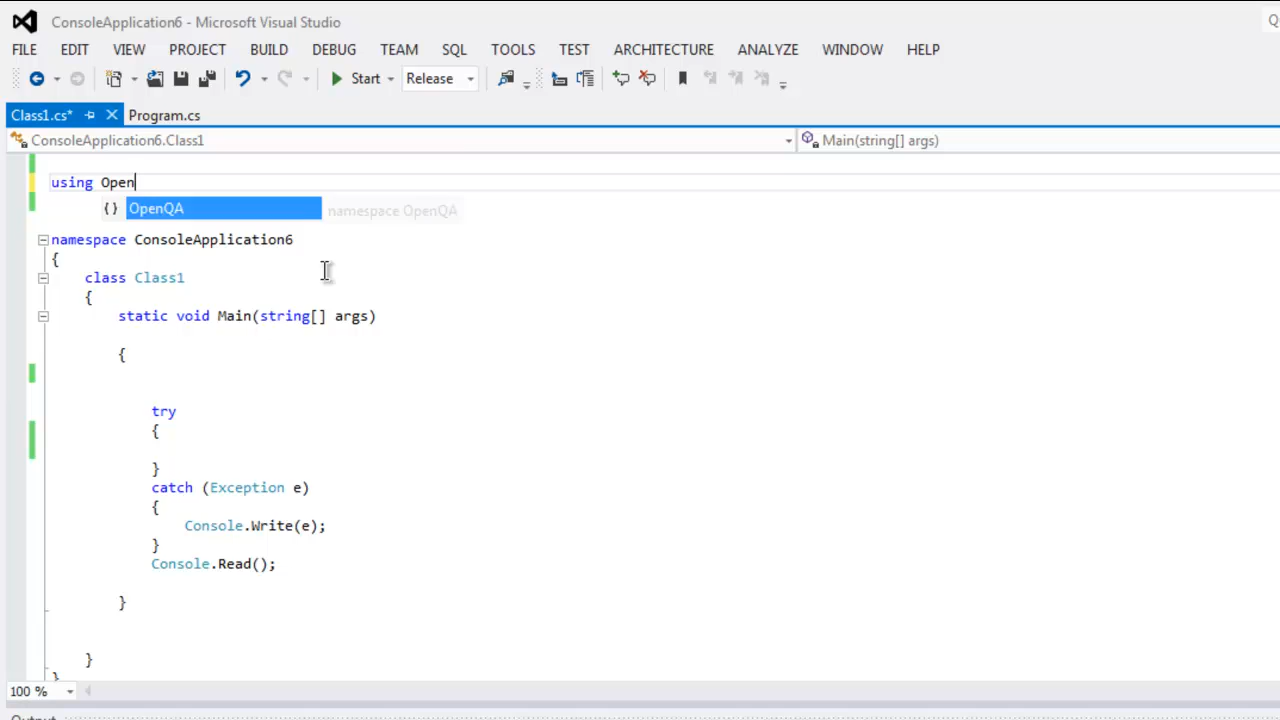 ConsoleApplication6 - Microsoft Visual Studio
FILE EDIT VIEW PROJECT BUILD DEBUG TEAM SQL TOOLS TEST ARCHITECTURE ANALYZE WINDOW HELP
Start Release
Class1.cs* Program.cs
ConsoleApplication6.Class1 Main(string[] args)
using Open
{} OpenQA namespace OpenQA
namespace ConsoleApplication6
{
class Class1
{
static void Main(string[] args)
{
try
{
}
catch (Exception e)
{
Console.Write(e);
}
Console.Read();
}
}
}
100 %
Output